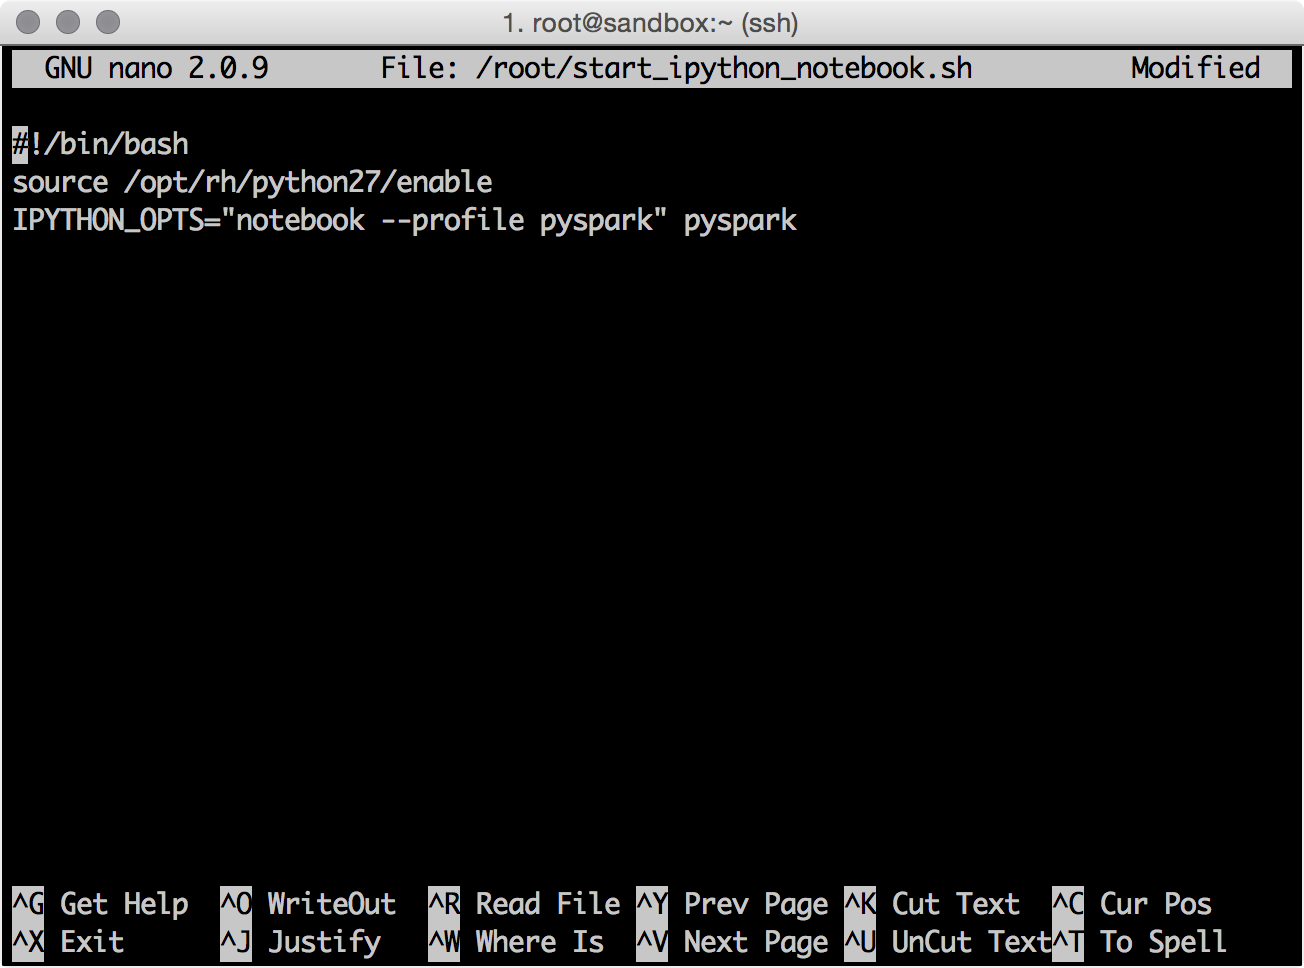 1. root@sandbox:~ (ssh)
GNU nano 2.0.9 File: /root/start_ipython_notebook.sh Modified
#!/bin/bash
source /opt/rh/python27/enable
IPYTHON_OPTS="notebook --profile pyspark" pyspark
^G Get Help ^O WriteOut ^R Read File ^Y Prev Page ^K Cut Text ^C Cur Pos
^X Exit ^J Justify ^W Where Is ^V Next Page ^U UnCut Text ^T To Spell